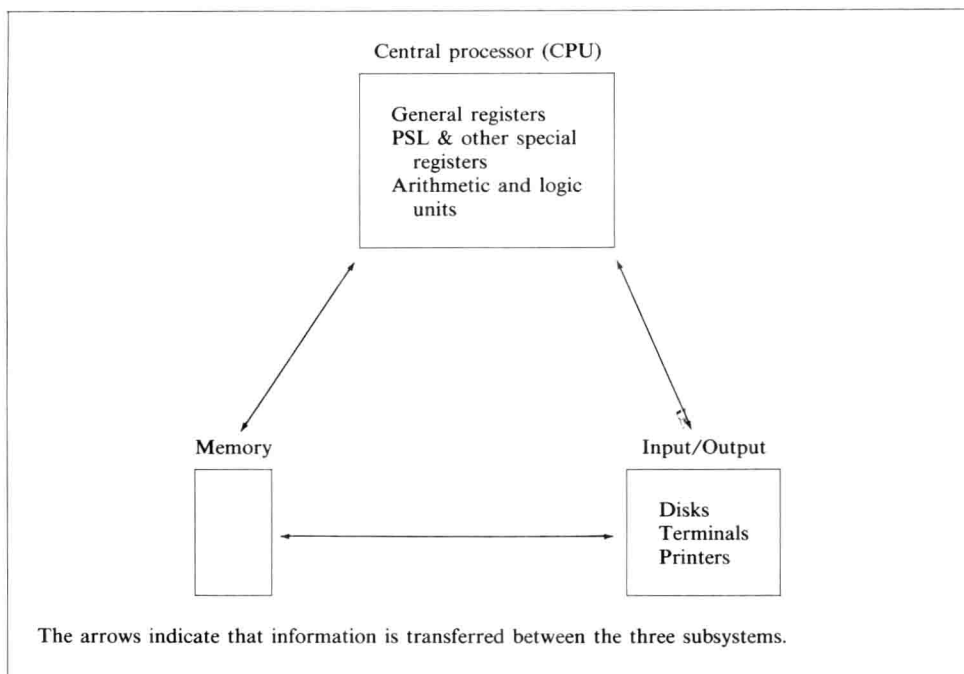 Central processor (CPU)
General registers
PSL & other special
registers
Arithmetic and logic
units
Memory
Input/Output
Disks
Terminals
Printers
The arrows indicate that information is transferred between the three subsystems.